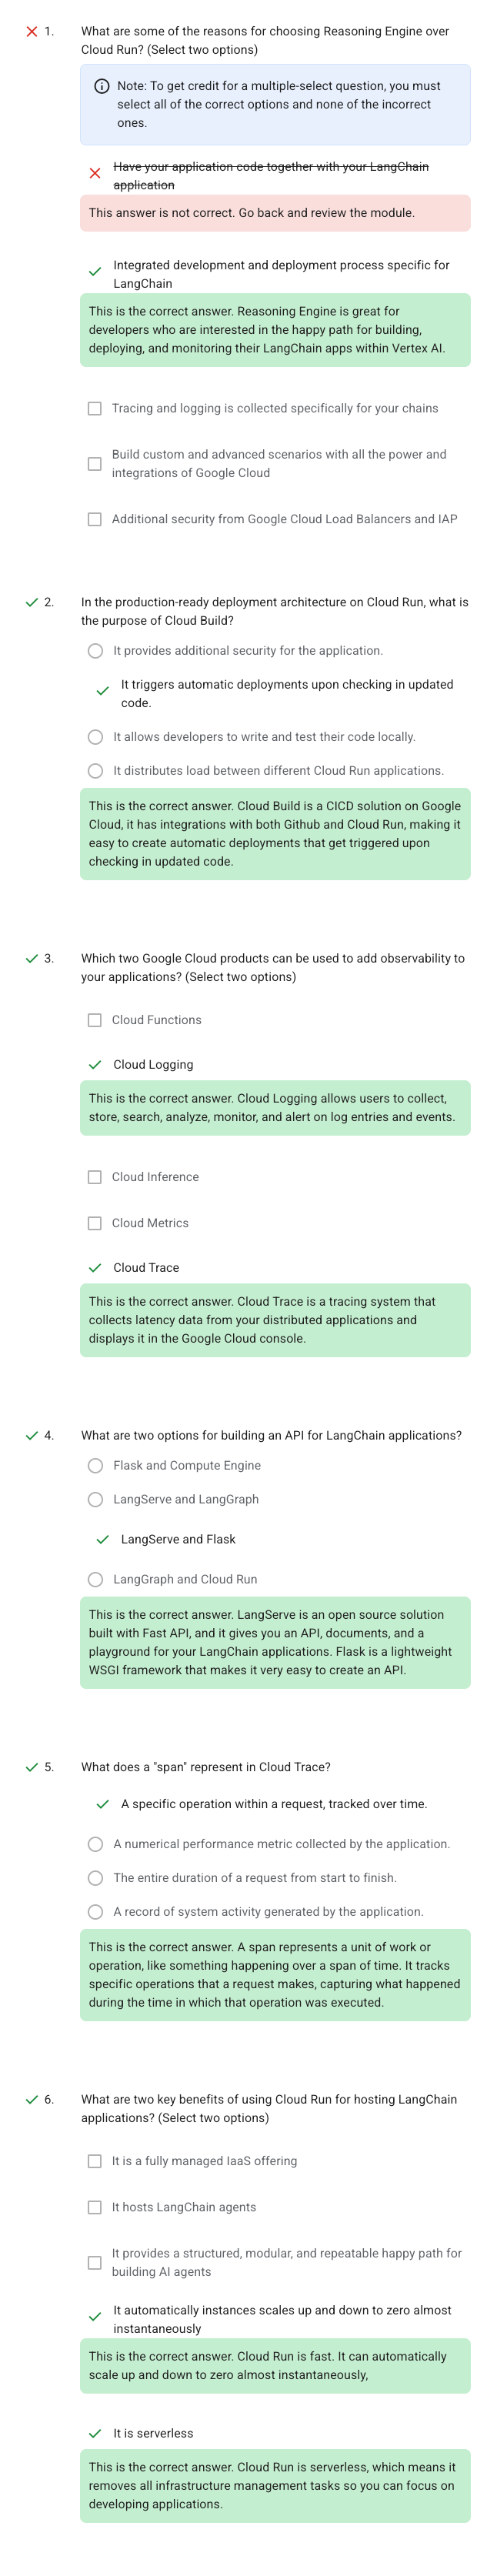 1. What are some of the reasons for choosing Reasoning Engine over
Cloud Run? (Select two options)
Note: To get credit for a multiple-select question, you must
select all of the correct options and none of the incorrect
ones.
Have your application code together with your LangChain
application
This answer is not correct. Go back and review the module.
Integrated development and deployment process specific for
LangChain
This is the correct answer. Reasoning Engine is great for
developers who are interested in the happy path for building,
deploying, and monitoring their LangChain apps within Vertex AI.
Tracing and logging is collected specifically for your chains
Build custom and advanced scenarios with all the power and
integrations of Google Cloud
Additional security from Google Cloud Load Balancers and IAP
2. In the production-ready deployment architecture on Cloud Run, what is
the purpose of Cloud Build?
It provides additional security for the application.
It triggers automatic deployments upon checking in updated
code.
It allows developers to write and test their code locally.
It distributes load between different Cloud Run applications.
This is the correct answer. Cloud Build is a CICD solution on Google
Cloud, it has integrations with both Github and Cloud Run, making it
easy to create automatic deployments that get triggered upon
checking in updated code.
3. Which two Google Cloud products can be used to add observability to
your applications? (Select two options)
Cloud Functions
Cloud Logging
This is the correct answer. Cloud Logging allows users to collect,
store, search, analyze, monitor, and alert on log entries and events.
Cloud Inference
Cloud Metrics
Cloud Trace
This is the correct answer. Cloud Trace is a tracing system that
collects latency data from your distributed applications and
displays it in the Google Cloud console.
4. What are two options for building an API for LangChain applications?
Flask and Compute Engine
LangServe and LangGraph
LangServe and Flask
LangGraph and Cloud Run
This is the correct answer. LangServe is an open source solution
built with Fast API, and it gives you an API, documents, and a
playground for your LangChain applications. Flask is a lightweight
WSGI framework that makes it very easy to create an API.
5. What does a "span" represent in Cloud Trace?
A specific operation within a request, tracked over time.
A numerical performance metric collected by the application.
The entire duration of a request from start to finish.
A record of system activity generated by the application.
This is the correct answer. A span represents a unit of work or
operation, like something happening over a span of time. It tracks
specific operations that a request makes, capturing what happened
during the time in which that operation was executed.
6. What are two key benefits of using Cloud Run for hosting LangChain
applications? (Select two options)
It is a fully managed IaaS offering
It hosts LangChain agents
It provides a structured, modular, and repeatable happy path for
building AI agents
It automatically instances scales up and down to zero almost
instantaneously
This is the correct answer. Cloud Run is fast. It can automatically
scale up and down to zero almost instantaneously,
It is serverless
This is the correct answer. Cloud Run is serverless, which means it
removes all infrastructure management tasks so you can focus on
developing applications.